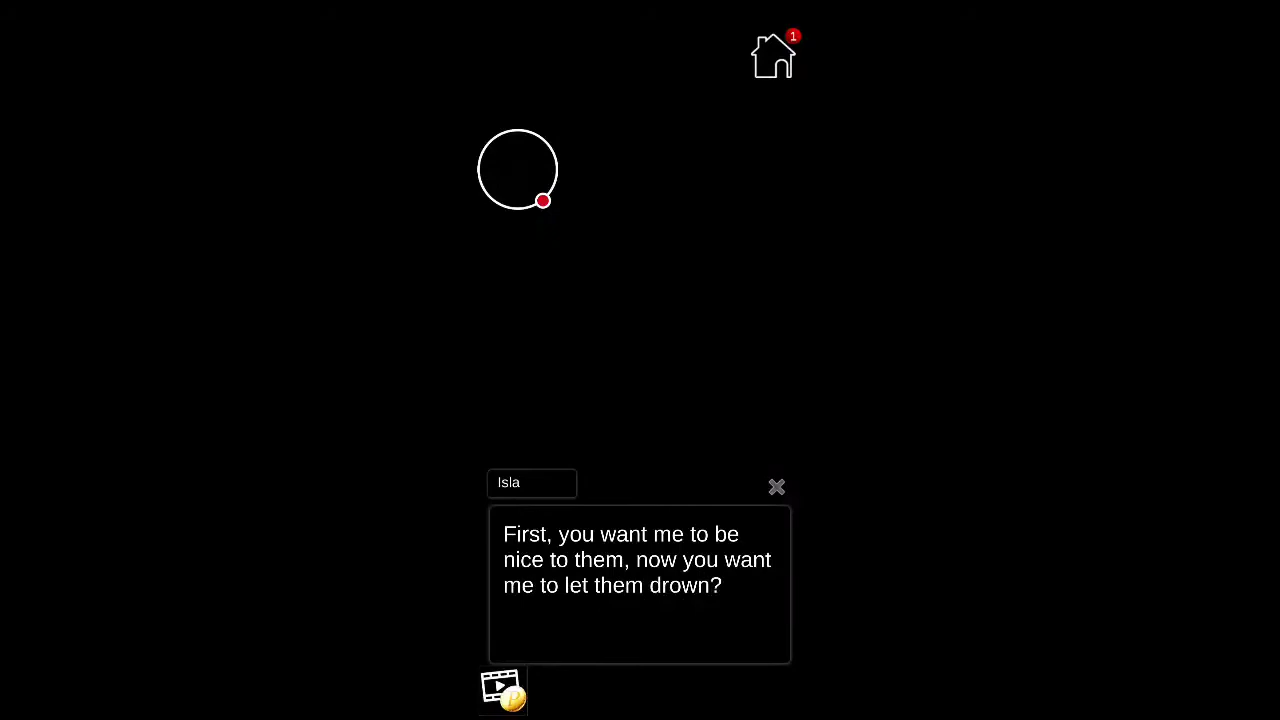 1
Isla
First, you want me to be
nice to them, now you want
me to let them drown?
P